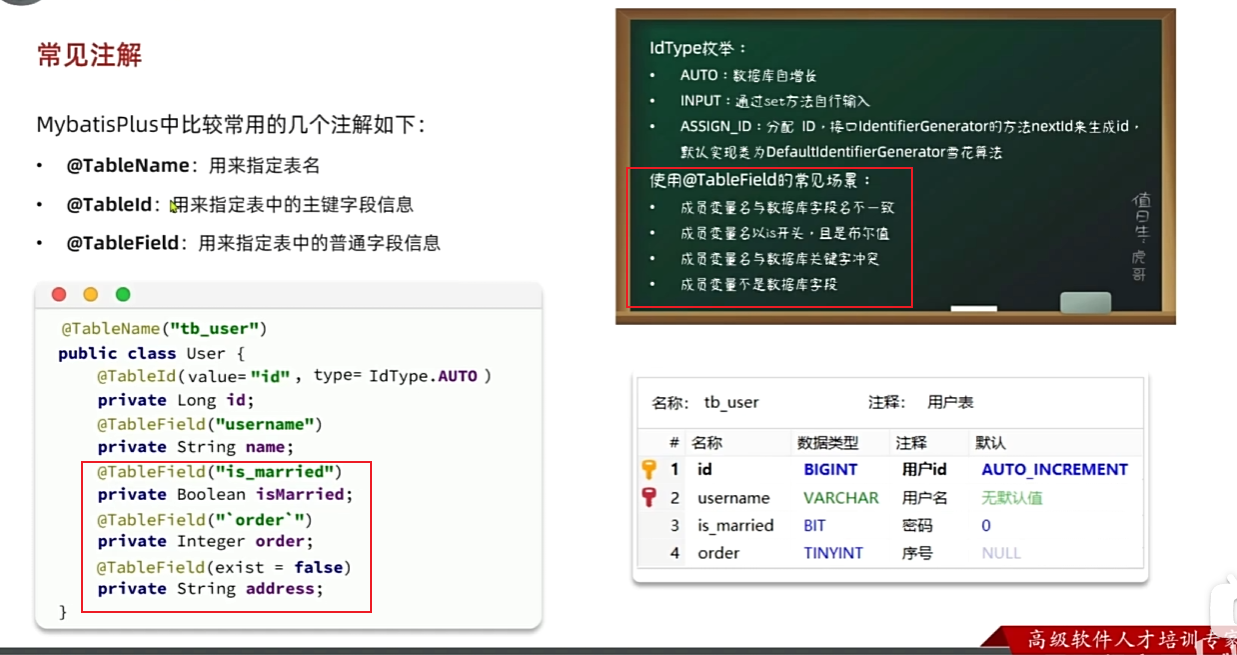 常见注解
MybatisPlus中比较常用的几个注解如下：
• @TableName：用来指定表名
• @TableId：用来指定表中的主键字段信息
• @TableField：用来指定表中的普通字段信息
@TableName("tb_user")
public class User {
@TableId(value="id", type= IdType.AUTO )
private Long id;
@TableField("username")
private String name;
@TableField("is_married")
private Boolean isMarried;
@TableField("`order`")
private Integer order;
@TableField(exist = false)
private String address;
}
IdType枚举：
• AUTO：数据库自增长
• INPUT：通过set方法自行输入
• ASSIGN_ID：分配 ID，接口IdentifierGenerator的方法nextId来生成id，
默认实现类为DefaultIdentifierGenerator雪花算法
使用@TableField的常见场景：
• 成员变量名与数据库字段名不一致
• 成员变量名以is开头，且是布尔值
• 成员变量名与数据库关键字冲突
• 成员变量不是数据库字段
值日生：虎哥
名称： tb_user 注释： 用户表
# 名称 数据类型 注释 默认
1 id BIGINT 用户id AUTO_INCREMENT
2 username VARCHAR 用户名 无默认值
3 is_married BIT 密码 0
4 order TINYINT 序号 NULL
高级软件人才培训专家